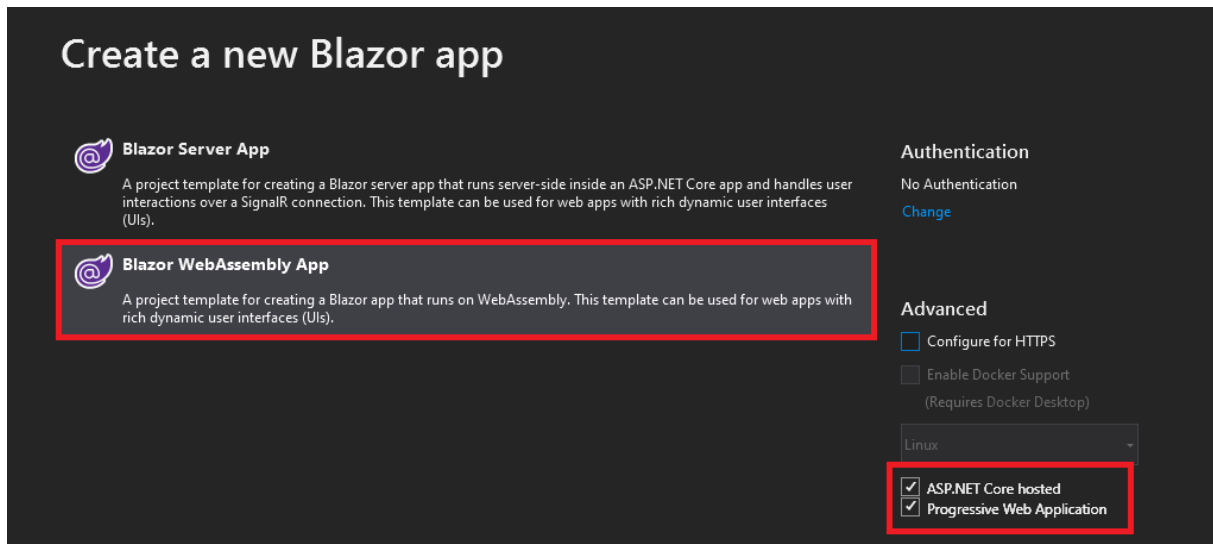 Create a new Blazor app
Blazor Server App
A project template for creating a Blazor server app that runs server-side inside an ASP.NET Core app and handles user
interactions over a SignalR connection. This template can be used for web apps with rich dynamic user interfaces
(UIs).
Blazor WebAssembly App
A project template for creating a Blazor app that runs on WebAssembly. This template can be used for web apps with
rich dynamic user interfaces (UIs).
Authentication
No Authentication
Change
Advanced
Configure for HTTPS
Enable Docker Support
(Requires Docker Desktop)
Linux
ASP.NET Core hosted
Progressive Web Application